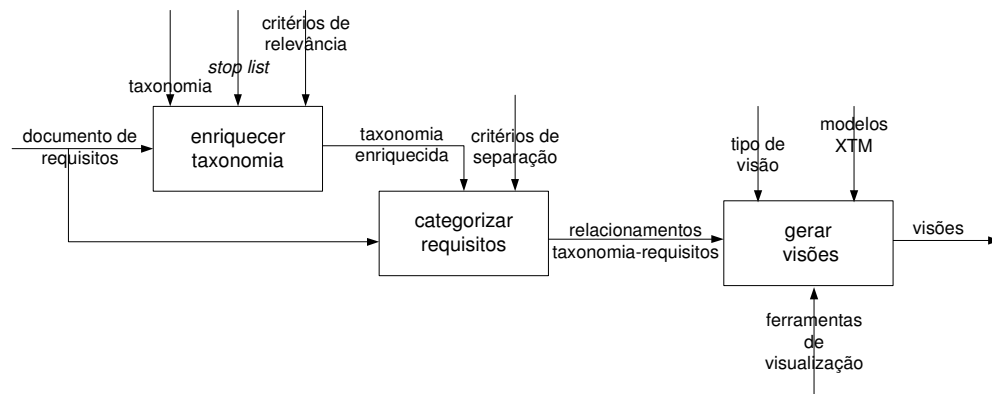 critérios de
relevância
stop list
taxonomia
documento de
requisitos
enriquecer
taxonomia
taxonomia
enriquecida
critérios de
separação
categorizar
requisitos
relacionamentos
taxonomia-requisitos
tipo de
visão
modelos
XTM
gerar
visões
visões
ferramentas
de
visualização